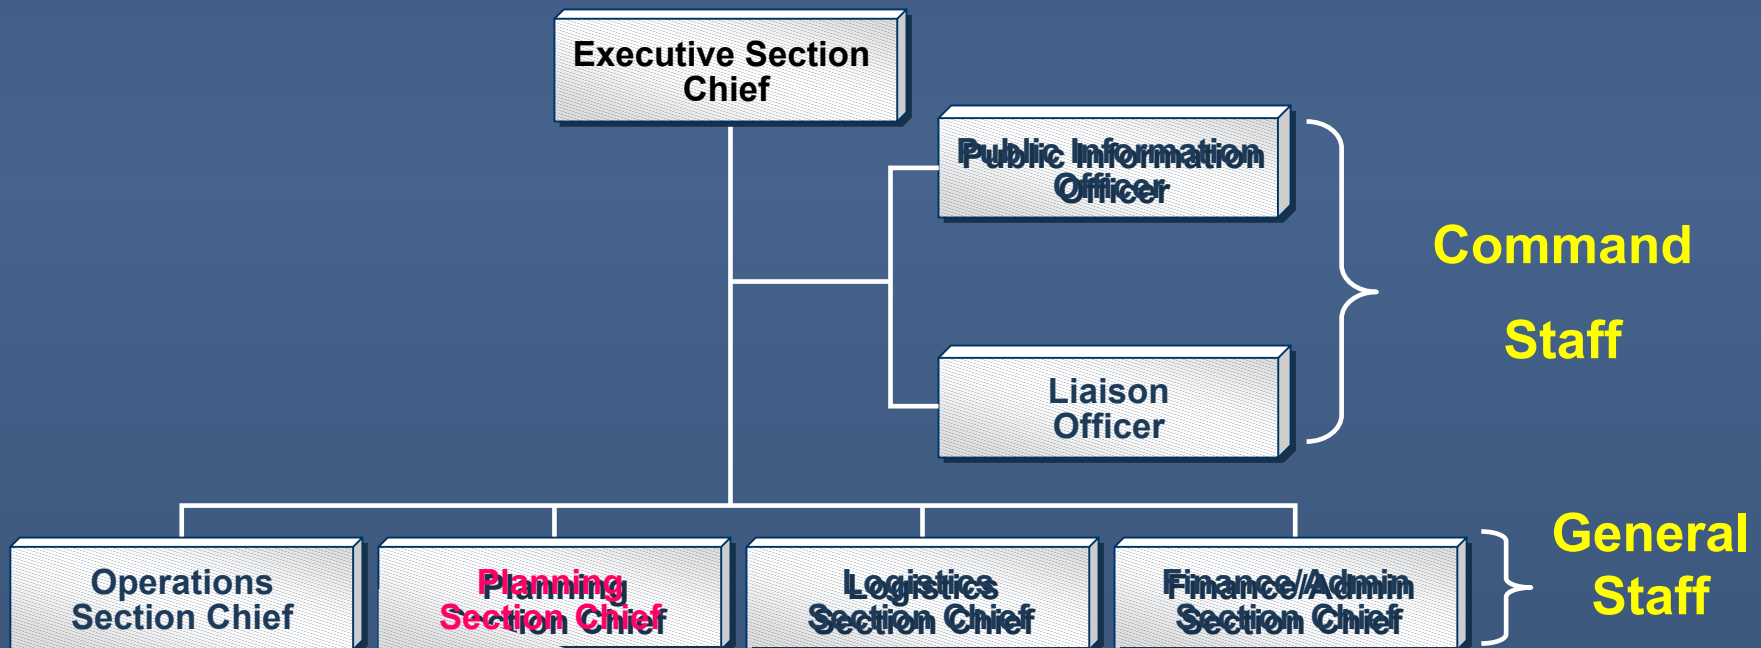 Executive Section
Chief
Public Information
Officer
Command
Staff
Liaison
Officer
General
Staff
Operations
Section Chief
Planning
Section Chief
Logistics
Section Chief
Finance/Admin
Section Chief